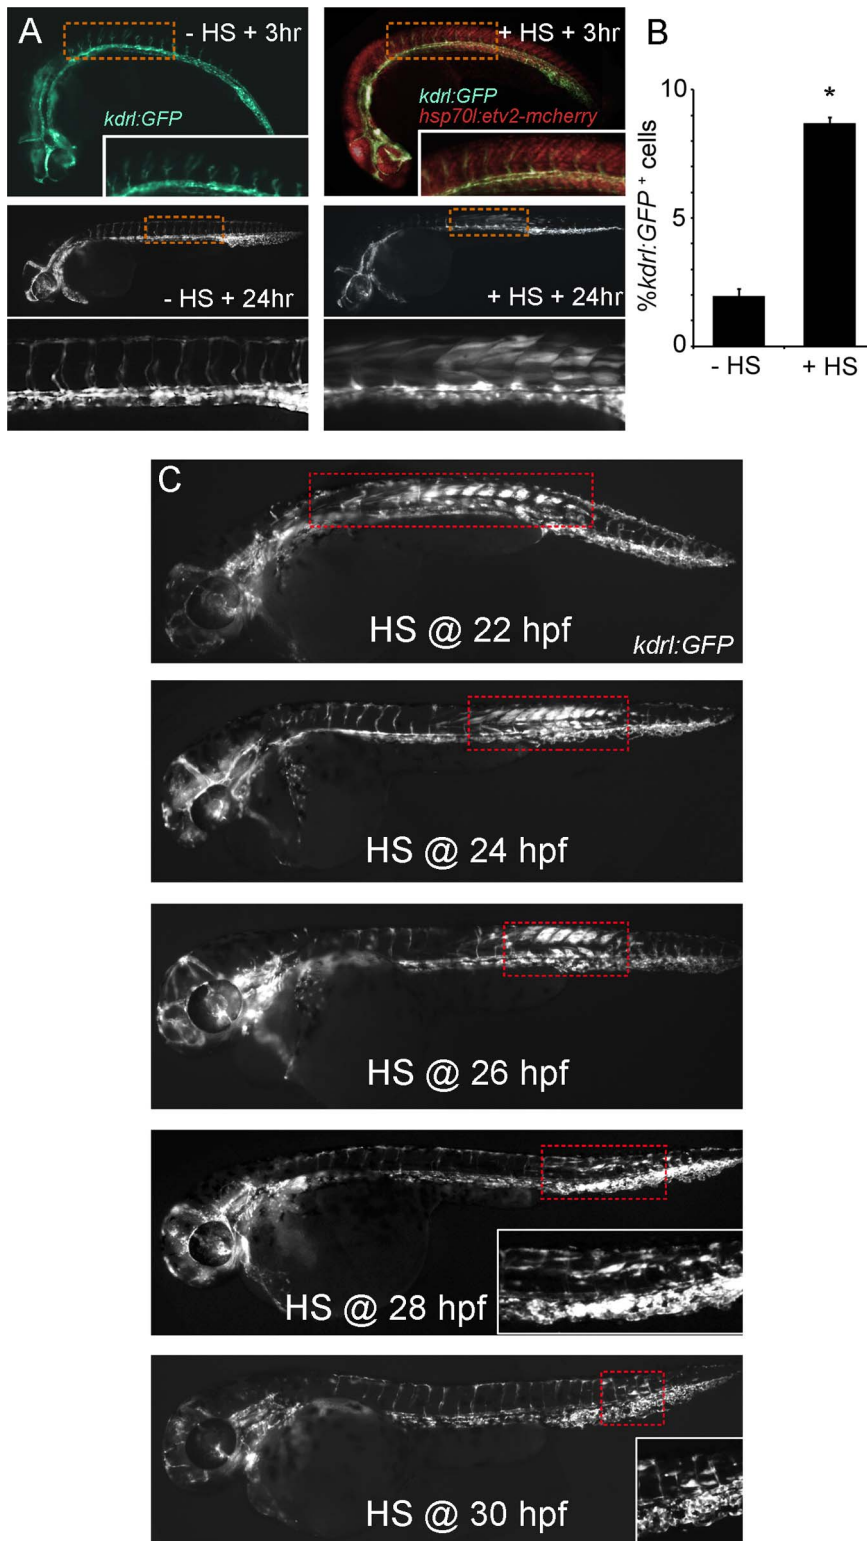 A
- HS + 3hr
kdrl:GFP
+ HS + 3hr
kdrl:GFP
hsp70l:etv2-mcherry
- HS + 24hr
+ HS + 24hr
B
%kdrl:GFP+ cells
10
5
0
*
- HS
+ HS
C
HS @ 22 hpf
kdrl:GFP
HS @ 24 hpf
HS @ 26 hpf
HS @ 28 hpf
HS @ 30 hpf